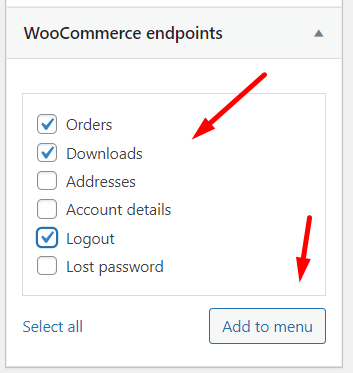 WooCommerce endpoints
Orders
Downloads
Addresses
Account details
Logout
Lost password
Select all
Add to menu